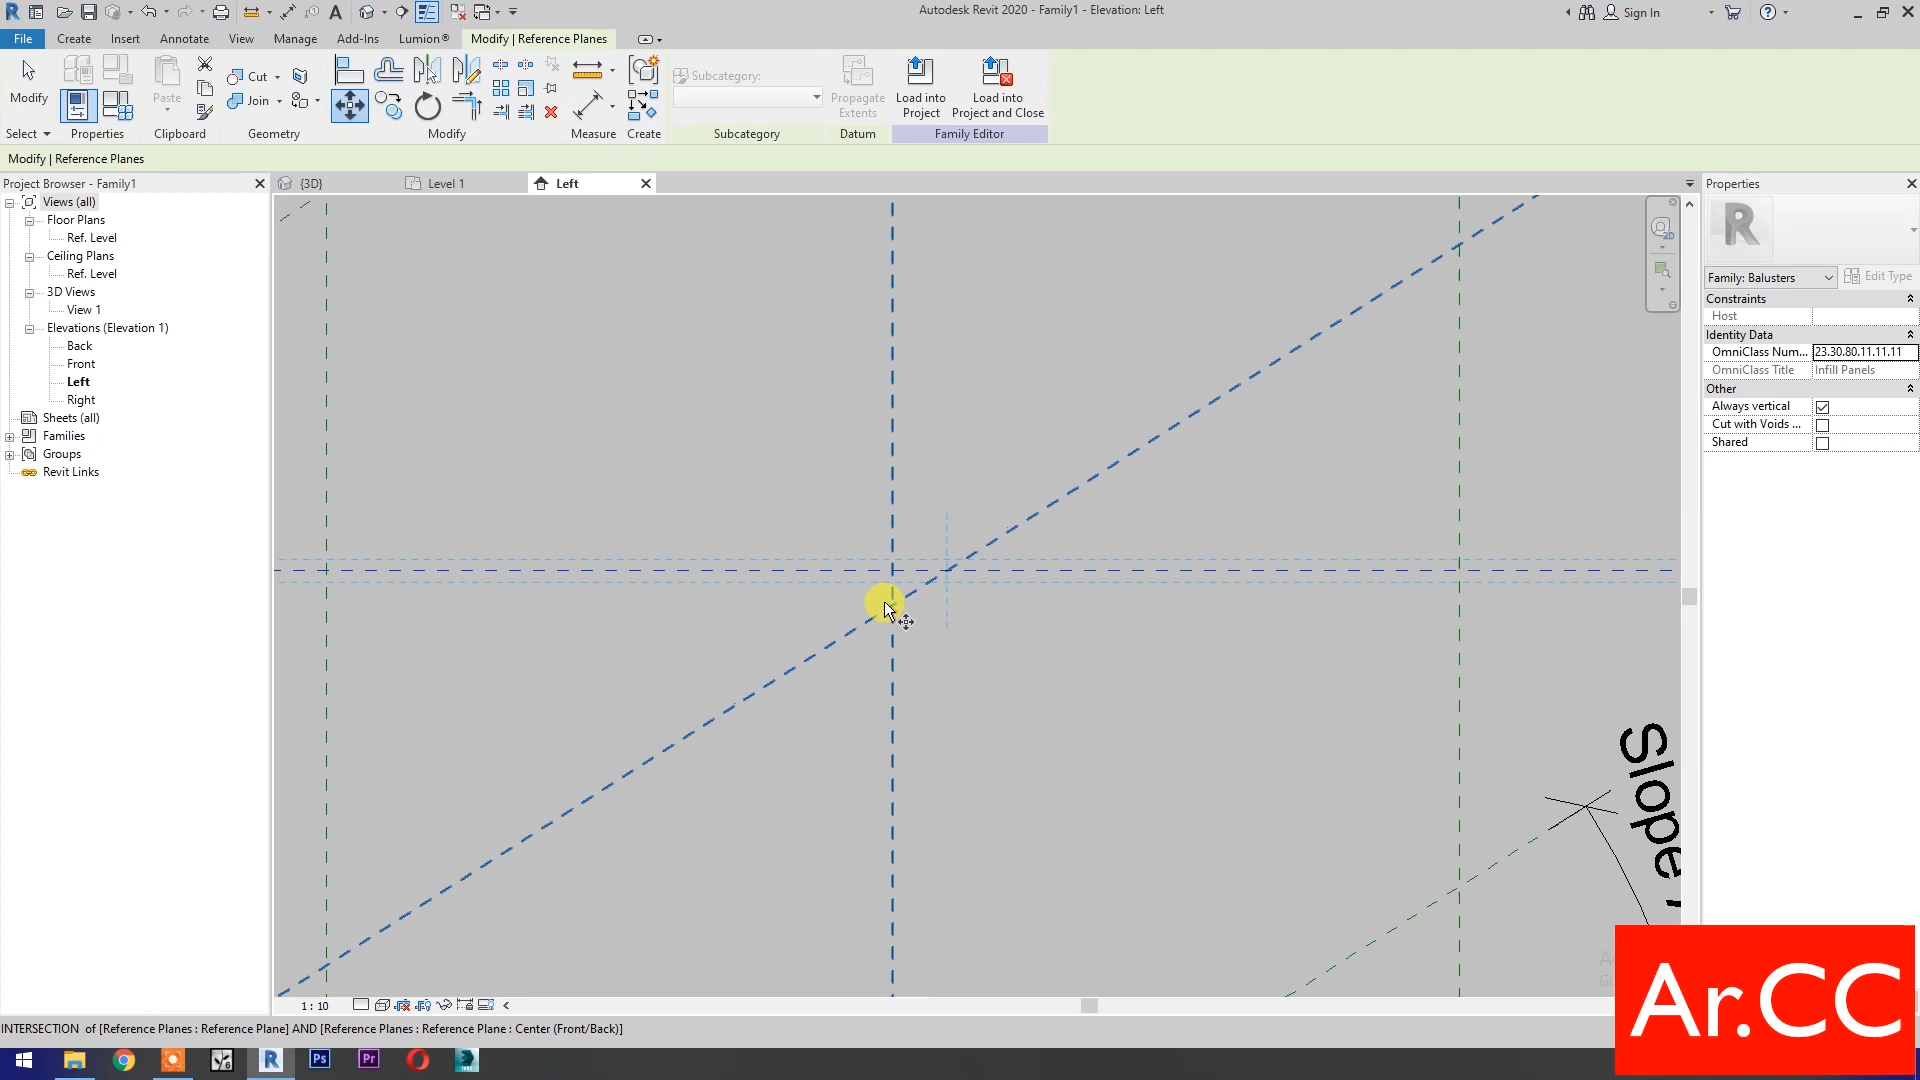 Autodesk Revit 2020 - Family1 - Elevation: Left
Sign In
File Create Insert Annotate View Manage Add-Ins Lumion® Modify | Reference Planes
Modify
Paste
Cut
Join
Subcategory:
Propagate Extents
Load into Project
Load into Project and Close
Select Properties Clipboard Geometry Modify Measure Create Subcategory Datum Family Editor
Modify | Reference Planes
Project Browser - Family1
{3D}
Level 1
Left
Properties
Views (all)
Floor Plans
Ref. Level
Ceiling Plans
Ref. Level
3D Views
View 1
Elevations (Elevation 1)
Back
Front
Left
Right
Sheets (all)
Families
Groups
Revit Links
2D
R
Family: Balusters
Edit Type
Constraints
Host
Identity Data
OmniClass Num... 23.30.80.11.11.11
OmniClass Title Infill Panels
Other
Always vertical
Cut with Voids ...
Shared
Slope
1 : 10
Ar.CC
INTERSECTION of [Reference Planes : Reference Plane] AND [Reference Planes : Reference Plane : Center (Front/Back)]
R Ps Pr